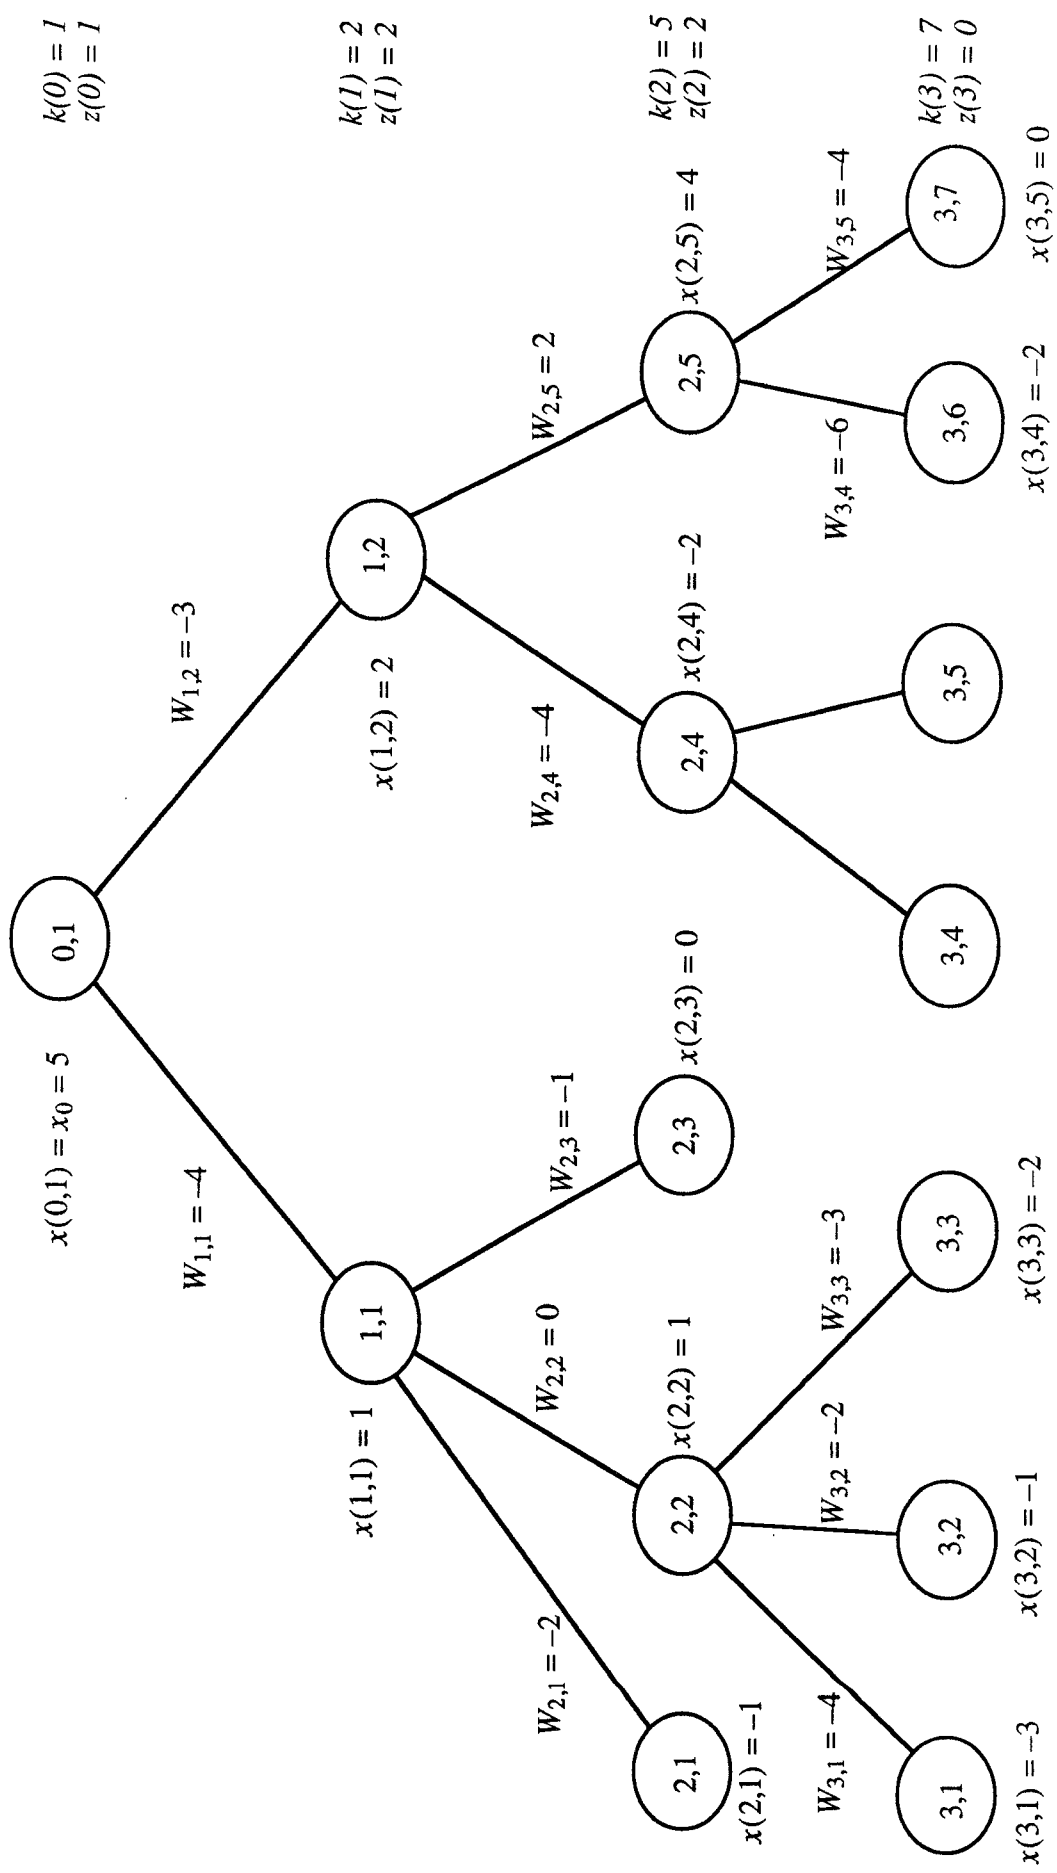 k(0) = 1
z(0) = 1
x(0,1) = x₀ = 5
0,1
W₁,₁ = −4
W₁,₂ = −3
k(1) = 2
z(1) = 2
x(1,1) = 1
1,1
x(1,2) = 2
1,2
W₂,₁ = −2
W₂,₂ = 0
W₂,₃ = −1
W₂,₄ = −4
W₂,₅ = 2
k(2) = 5
z(2) = 2
2,1
x(2,1) = −1
2,2
x(2,2) = 1
2,3
x(2,3) = 0
2,4
x(2,4) = −2
2,5
x(2,5) = 4
W₃,₁ = −4
W₃,₂ = −2
W₃,₃ = −3
W₃,₄ = −6
W₃,₅ = −4
k(3) = 7
z(3) = 0
3,1
3,2
3,3
3,4
3,5
3,6
3,7
x(3,1) = −3
x(3,2) = −1
x(3,3) = −2
x(3,4) = −2
x(3,5) = 0